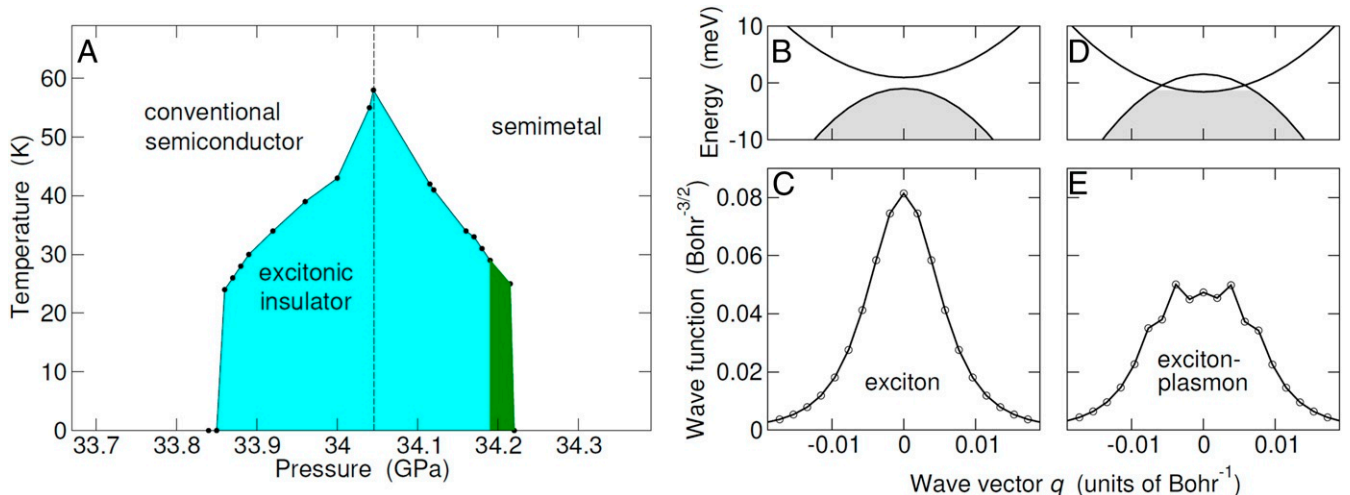 A
Temperature (K)
60
50
40
30
20
10
0
conventional
semiconductor
semimetal
excitonic
insulator
33.7
33.8
33.9
34
34.1
34.2
34.3
Pressure (GPa)
B
Energy (meV)
10
0
-10
D
C
Wave function (Bohr-3/2)
0.08
0.06
0.04
0.02
0
exciton
-0.01
0
0.01
E
exciton-
plasmon
-0.01
0
0.01
Wave vector q (units of Bohr-1)